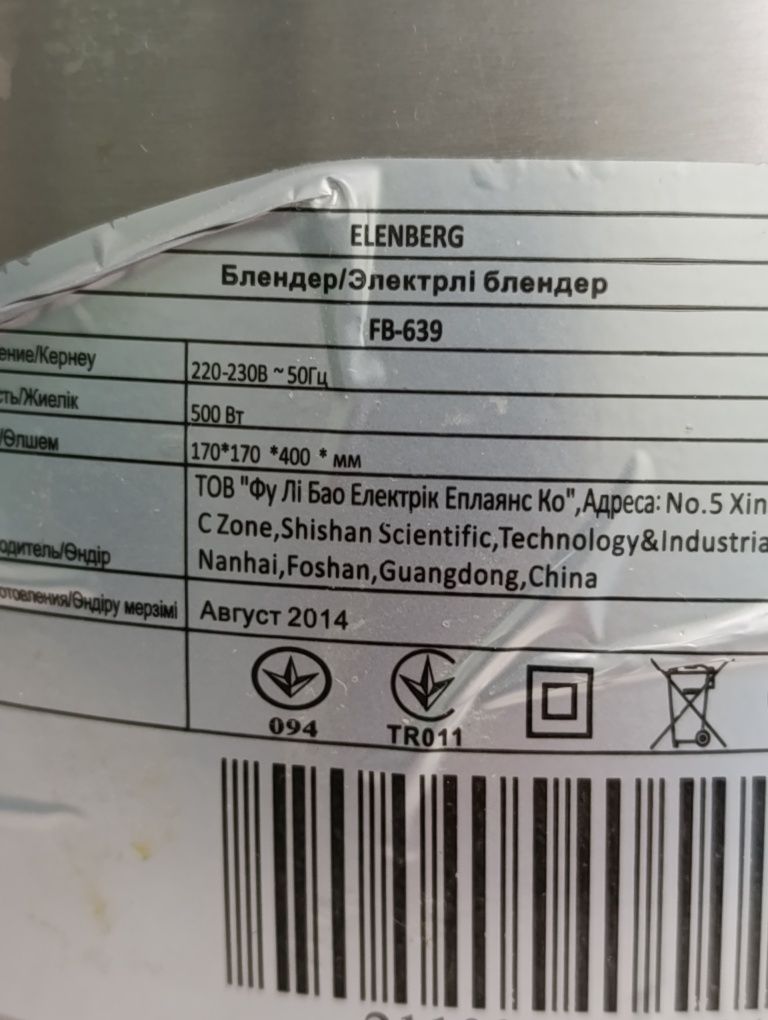 ELENBERG
Блендер/Электрлі блендер
FB-639
ение/Кернеу
220-230В ~ 50Гц
сть/Жиелік
500 Вт
/Өлшем
170*170 *400 * мм
одитель/Өндір
ТОВ "Фу Лі Бао Електрік Еплаянс Ко",Адреса: No.5 Xin
C Zone,Shishan Scientific,Technology&Industria
Nanhai,Foshan,Guangdong,China
отовления/Өндіру мерзімі
Август 2014
094
TR011